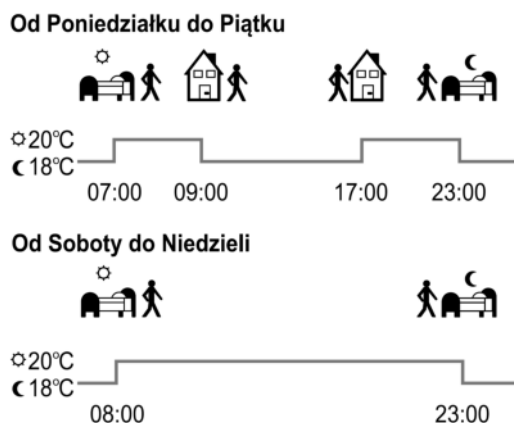 Od Poniedziałku do Piątku
20°C
18°C
07:00 09:00 17:00 23:00
Od Soboty do Niedzieli
20°C
18°C
08:00 23:00